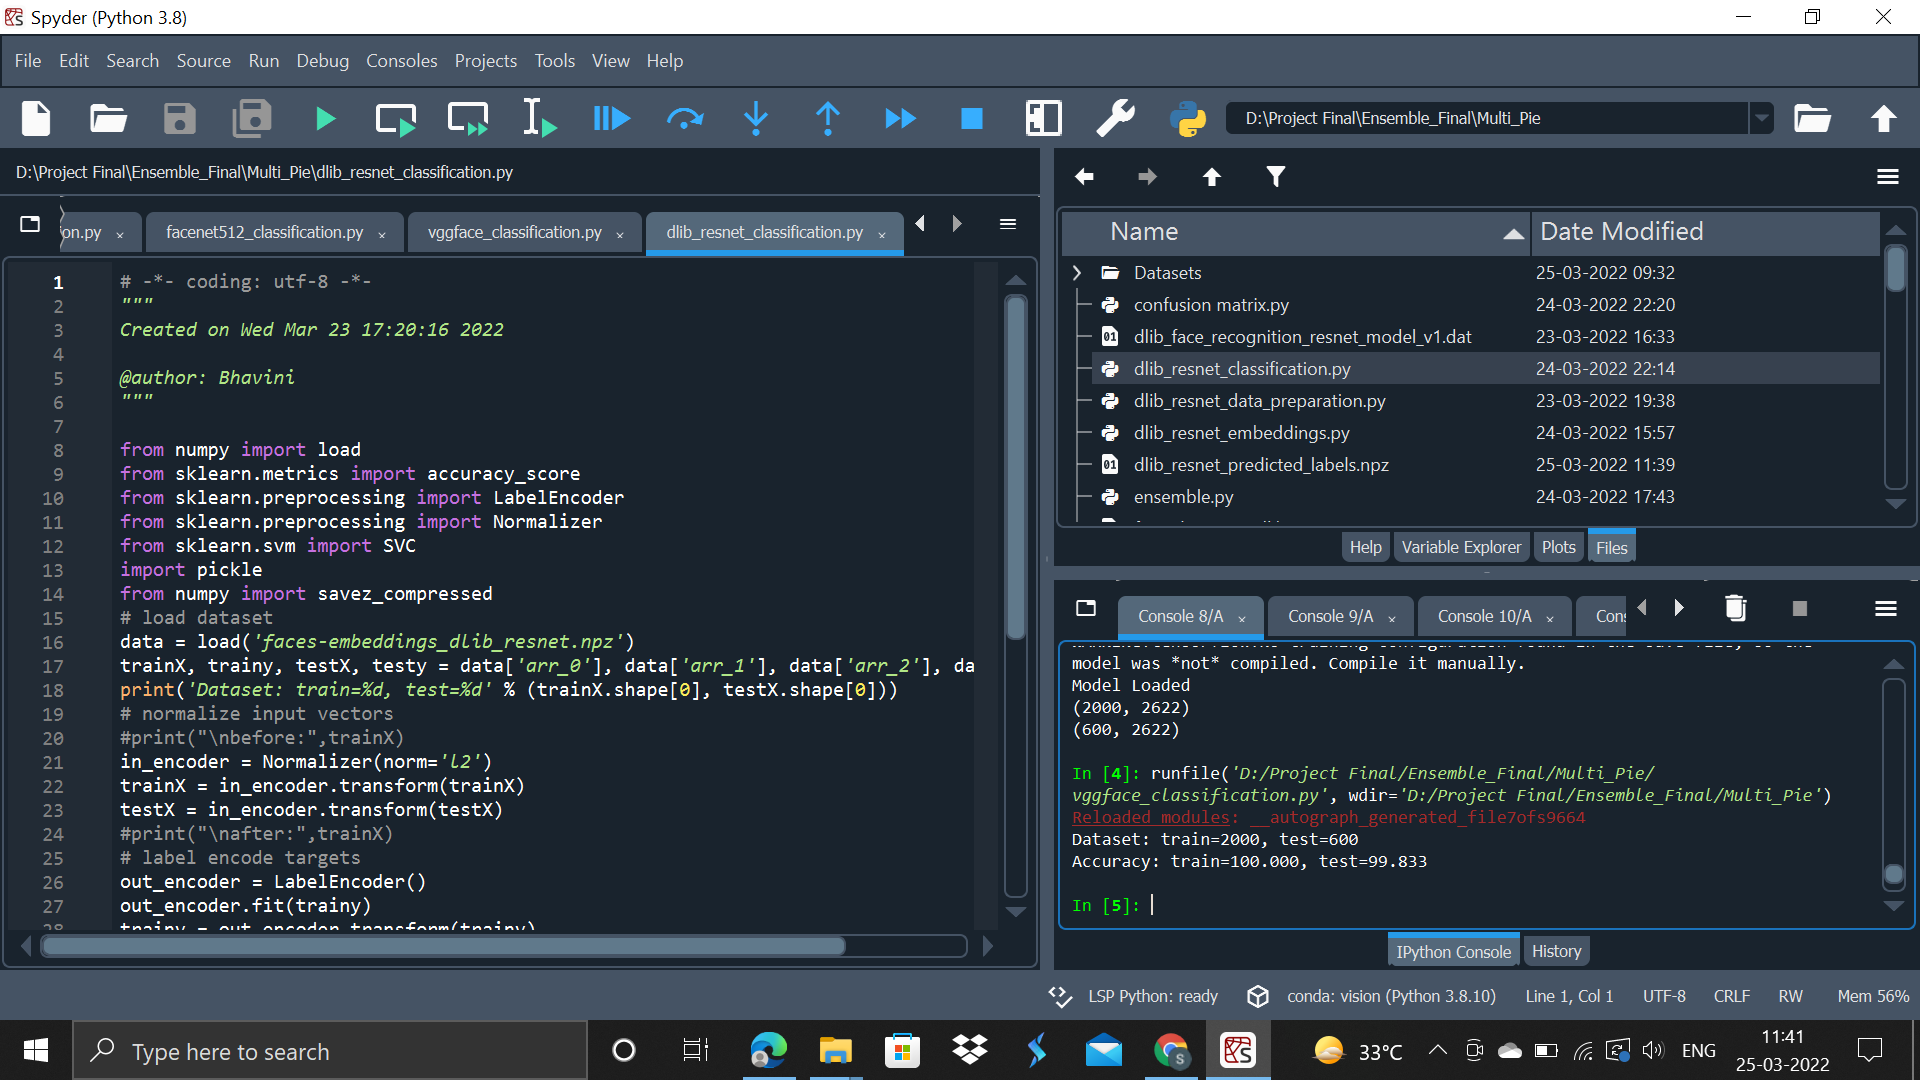 Spyder (Python 3.8)
File Edit Search Source Run Debug Consoles Projects Tools View Help
D:\Project Final\Ensemble_Final\Multi_Pie
D:\Project Final\Ensemble_Final\Multi_Pie\dlib_resnet_classification.py
on.py × facenet512_classification.py × vggface_classification.py × dlib_resnet_classification.py ×
1 # -*- coding: utf-8 -*-
2 """
3 Created on Wed Mar 23 17:20:16 2022
4
5 @author: Bhavini
6 """
7
8 from numpy import load
9 from sklearn.metrics import accuracy_score
10 from sklearn.preprocessing import LabelEncoder
11 from sklearn.preprocessing import Normalizer
12 from sklearn.svm import SVC
13 import pickle
14 from numpy import savez_compressed
15 # load dataset
16 data = load('faces-embeddings_dlib_resnet.npz')
17 trainX, trainy, testX, testy = data['arr_0'], data['arr_1'], data['arr_2'], da
18 print('Dataset: train=%d, test=%d' % (trainX.shape[0], testX.shape[0]))
19 # normalize input vectors
20 #print("\nbefore:",trainX)
21 in_encoder = Normalizer(norm='l2')
22 trainX = in_encoder.transform(trainX)
23 testX = in_encoder.transform(testX)
24 #print("\nafter:",trainX)
25 # label encode targets
26 out_encoder = LabelEncoder()
27 out_encoder.fit(trainy)
28 trainy = out_encoder.transform(trainy)
Name Date Modified
Datasets 25-03-2022 09:32
confusion matrix.py 24-03-2022 22:20
dlib_face_recognition_resnet_model_v1.dat 23-03-2022 16:33
dlib_resnet_classification.py 24-03-2022 22:14
dlib_resnet_data_preparation.py 23-03-2022 19:38
dlib_resnet_embeddings.py 24-03-2022 15:57
dlib_resnet_predicted_labels.npz 25-03-2022 11:39
ensemble.py 24-03-2022 17:43
Help Variable Explorer Plots Files
Console 8/A × Console 9/A × Console 10/A × Con
model was *not* compiled. Compile it manually.
Model Loaded
(2000, 2622)
(600, 2622)
In [4]: runfile('D:/Project Final/Ensemble_Final/Multi_Pie/
vggface_classification.py', wdir='D:/Project Final/Ensemble_Final/Multi_Pie')
Reloaded modules: __autograph_generated_file7ofs9664
Dataset: train=2000, test=600
Accuracy: train=100.000, test=99.833
In [5]:
IPython Console History
LSP Python: ready conda: vision (Python 3.8.10) Line 1, Col 1 UTF-8 CRLF RW Mem 56%
Type here to search
S
33°C ENG
11:41
25-03-2022